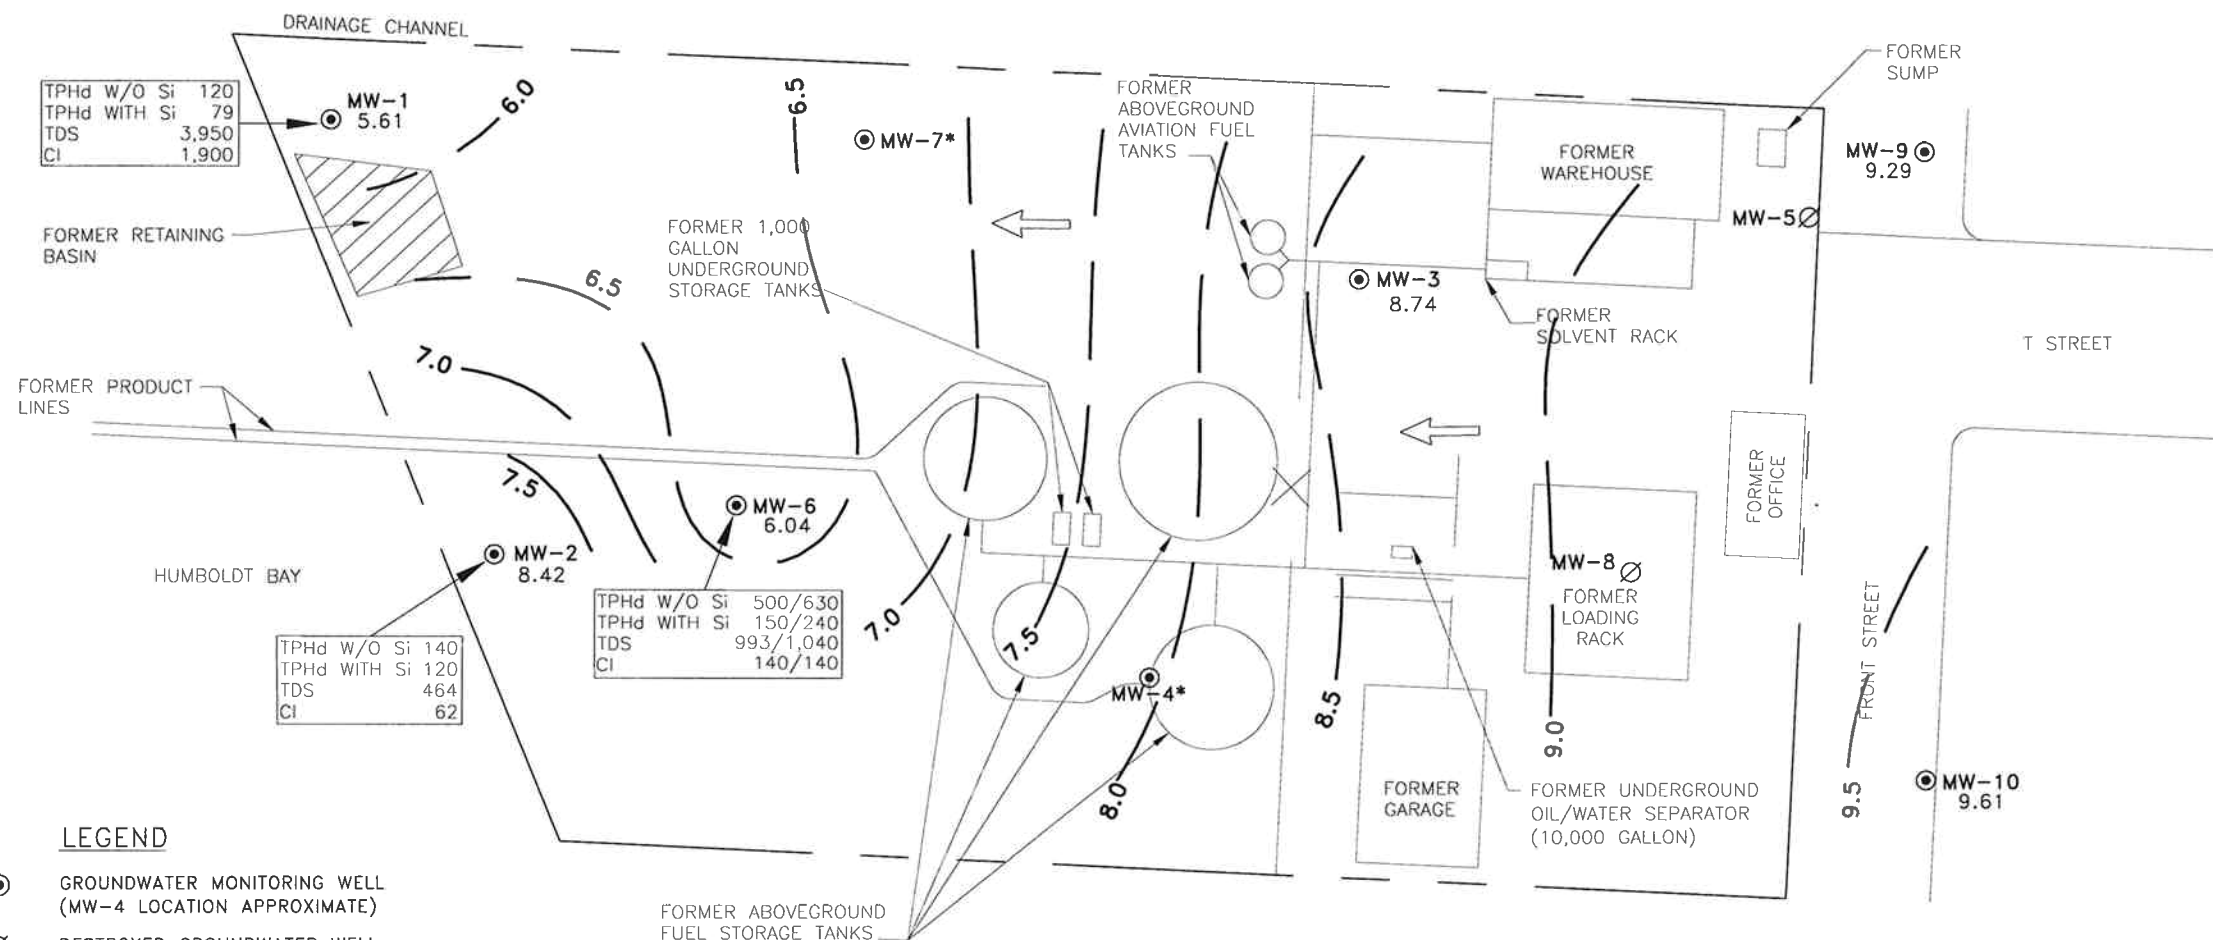 DRAINAGE CHANNEL
TPHd W/O Si 120
TPHd WITH Si 79
TDS 3,950
Cl 1,900
MW-1
5.61
6.0
6.5
MW-7*
FORMER
ABOVEGROUND
AVIATION FUEL
TANKS
FORMER
WAREHOUSE
FORMER
SUMP
MW-9
9.29
MW-5
FORMER RETAINING
BASIN
FORMER 1,000
GALLON
UNDERGROUND
STORAGE TANKS
6.5
MW-3
8.74
FORMER
SOLVENT RACK
T STREET
7.0
FORMER PRODUCT
LINES
7.5
MW-6
6.04
MW-2
8.42
HUMBOLDT BAY
FORMER
OFFICE
MW-8
FORMER
LOADING
RACK
TPHd W/O Si 500/630
TPHd WITH Si 150/240
TDS 993/1,040
Cl 140/140
TPHd W/O Si 140
TPHd WITH Si 120
TDS 464
Cl 62
7.0
7.5
MW-4*
8.0
8.5
9.0
9.5
FRONT STREET
FORMER
GARAGE
FORMER UNDERGROUND
OIL/WATER SEPARATOR
(10,000 GALLON)
MW-10
9.61
LEGEND
GROUNDWATER MONITORING WELL
(MW-4 LOCATION APPROXIMATE)
DESTROYED GROUNDWATER WELL
FORMER ABOVEGROUND
FUEL STORAGE TANKS